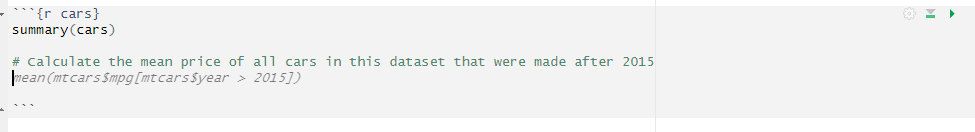 ```{r cars}
summary(cars)
# Calculate the mean price of all cars in this dataset that were made after 2015
mean(mtcars$mpg[mtcars$year > 2015])
```